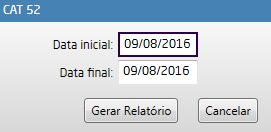 CAT 52
Data inicial: 09/08/2016
Data final: 09/08/2016
Gerar Relatório Cancelar